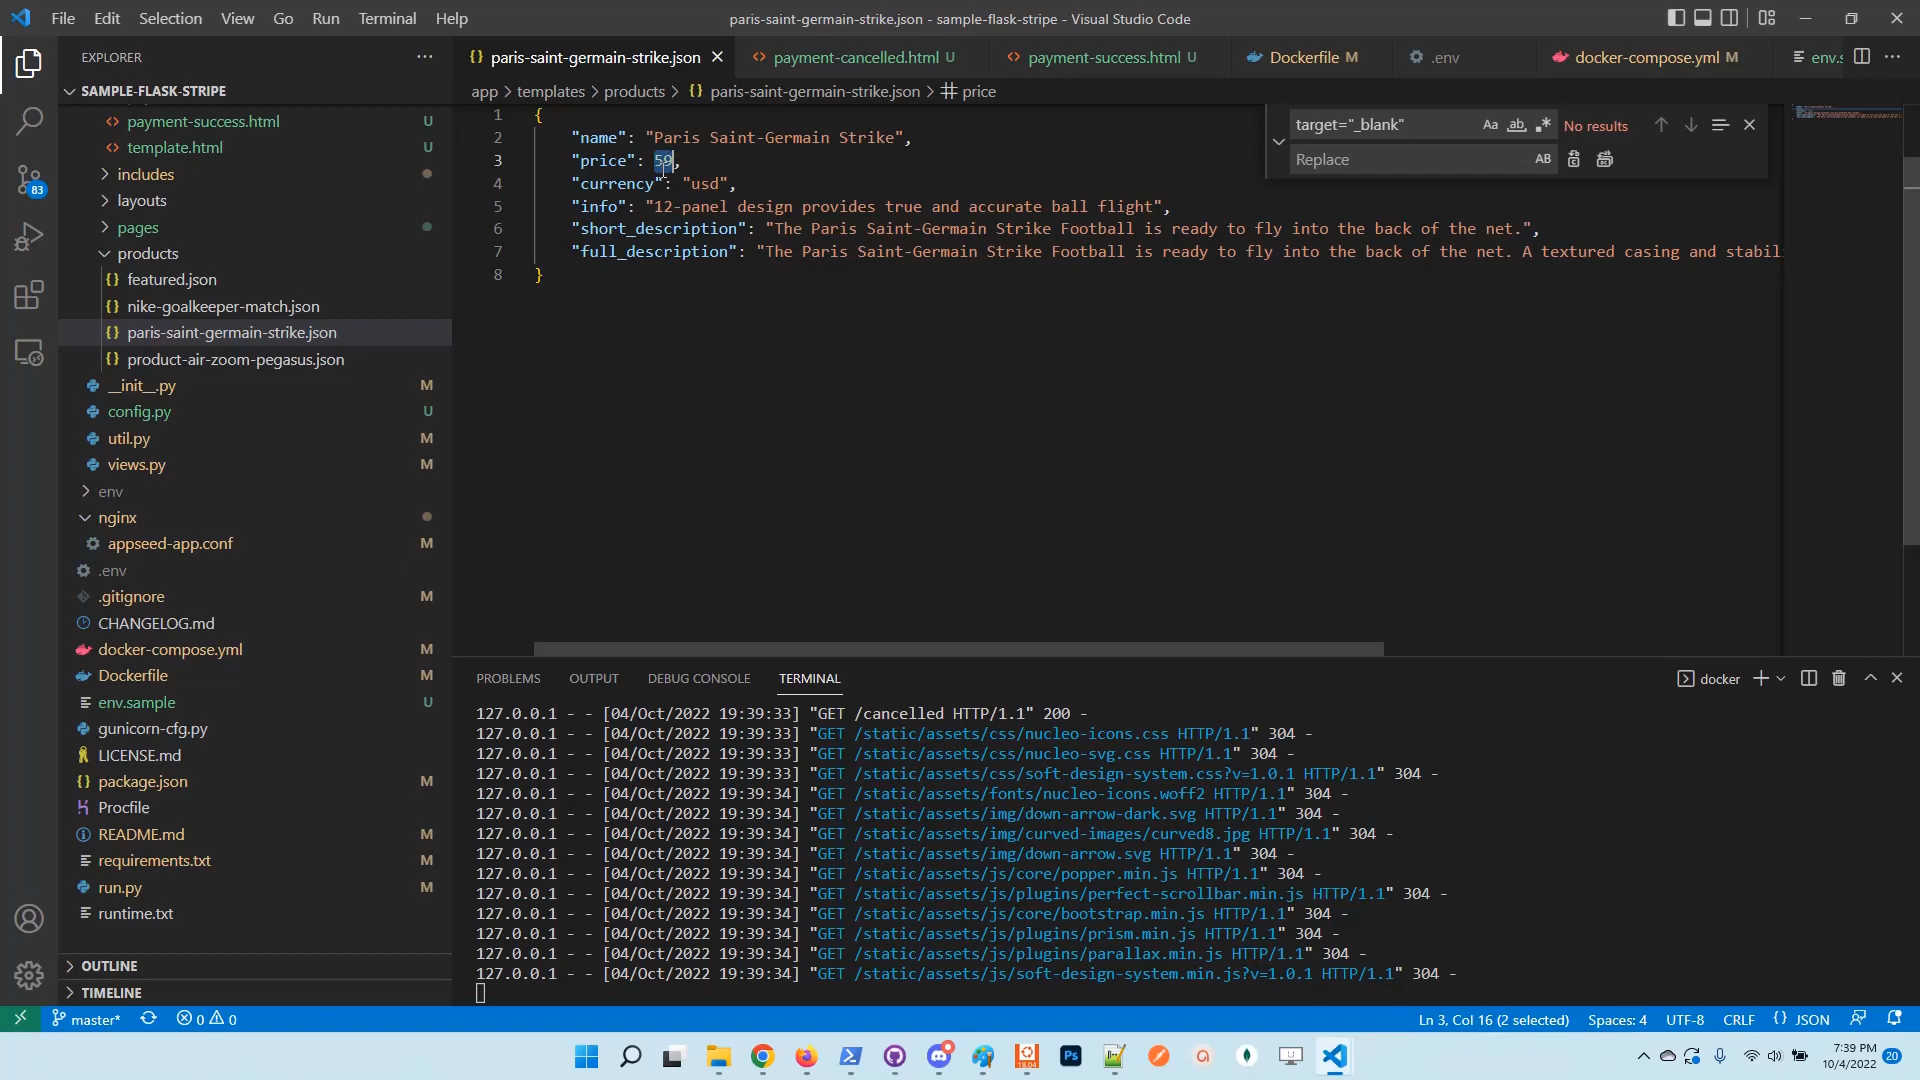 File Edit Selection View Go Run Terminal Help
paris-saint-germain-strike.json - sample-flask-stripe - Visual Studio Code
EXPLORER
paris-saint-germain-strike.json
payment-cancelled.html U
payment-success.html U
Dockerfile M
.env
docker-compose.yml M
env.s
SAMPLE-FLASK-STRIPE
app > templates > products > {} paris-saint-germain-strike.json > # price
payment-success.html U
template.html U
includes
layouts
pages
products
featured.json
nike-goalkeeper-match.json
paris-saint-germain-strike.json
product-air-zoom-pegasus.json
__init__.py M
config.py U
util.py M
views.py M
env
nginx
appseed-app.conf M
.env
.gitignore M
CHANGELOG.md
docker-compose.yml M
Dockerfile M
env.sample U
gunicorn-cfg.py
LICENSE.md
package.json M
Procfile
README.md M
requirements.txt M
run.py M
runtime.txt
OUTLINE
TIMELINE
83
1 {
2 "name": "Paris Saint-Germain Strike",
3 "price": 59,
4 "currency": "usd",
5 "info": "12-panel design provides true and accurate ball flight",
6 "short_description": "The Paris Saint-Germain Strike Football is ready to fly into the back of the net.",
7 "full_description": "The Paris Saint-Germain Strike Football is ready to fly into the back of the net. A textured casing and stabil
8 }
target="_blank" Aa ab .* No results
Replace AB
PROBLEMS OUTPUT DEBUG CONSOLE TERMINAL
docker
127.0.0.1 - - [04/Oct/2022 19:39:33] "GET /cancelled HTTP/1.1" 200 -
127.0.0.1 - - [04/Oct/2022 19:39:33] "GET /static/assets/css/nucleo-icons.css HTTP/1.1" 304 -
127.0.0.1 - - [04/Oct/2022 19:39:33] "GET /static/assets/css/nucleo-svg.css HTTP/1.1" 304 -
127.0.0.1 - - [04/Oct/2022 19:39:33] "GET /static/assets/css/soft-design-system.css?v=1.0.1 HTTP/1.1" 304 -
127.0.0.1 - - [04/Oct/2022 19:39:34] "GET /static/assets/fonts/nucleo-icons.woff2 HTTP/1.1" 304 -
127.0.0.1 - - [04/Oct/2022 19:39:34] "GET /static/assets/img/down-arrow-dark.svg HTTP/1.1" 304 -
127.0.0.1 - - [04/Oct/2022 19:39:34] "GET /static/assets/img/curved-images/curved8.jpg HTTP/1.1" 304 -
127.0.0.1 - - [04/Oct/2022 19:39:34] "GET /static/assets/img/down-arrow.svg HTTP/1.1" 304 -
127.0.0.1 - - [04/Oct/2022 19:39:34] "GET /static/assets/js/core/popper.min.js HTTP/1.1" 304 -
127.0.0.1 - - [04/Oct/2022 19:39:34] "GET /static/assets/js/plugins/perfect-scrollbar.min.js HTTP/1.1" 304 -
127.0.0.1 - - [04/Oct/2022 19:39:34] "GET /static/assets/js/core/bootstrap.min.js HTTP/1.1" 304 -
127.0.0.1 - - [04/Oct/2022 19:39:34] "GET /static/assets/js/plugins/prism.min.js HTTP/1.1" 304 -
127.0.0.1 - - [04/Oct/2022 19:39:34] "GET /static/assets/js/plugins/parallax.min.js HTTP/1.1" 304 -
127.0.0.1 - - [04/Oct/2022 19:39:34] "GET /static/assets/js/soft-design-system.min.js?v=1.0.1 HTTP/1.1" 304 -
master* 0 0
Ln 3, Col 16 (2 selected) Spaces: 4 UTF-8 CRLF {} JSON
18.04
Ps
7:39 PM
10/4/2022
20